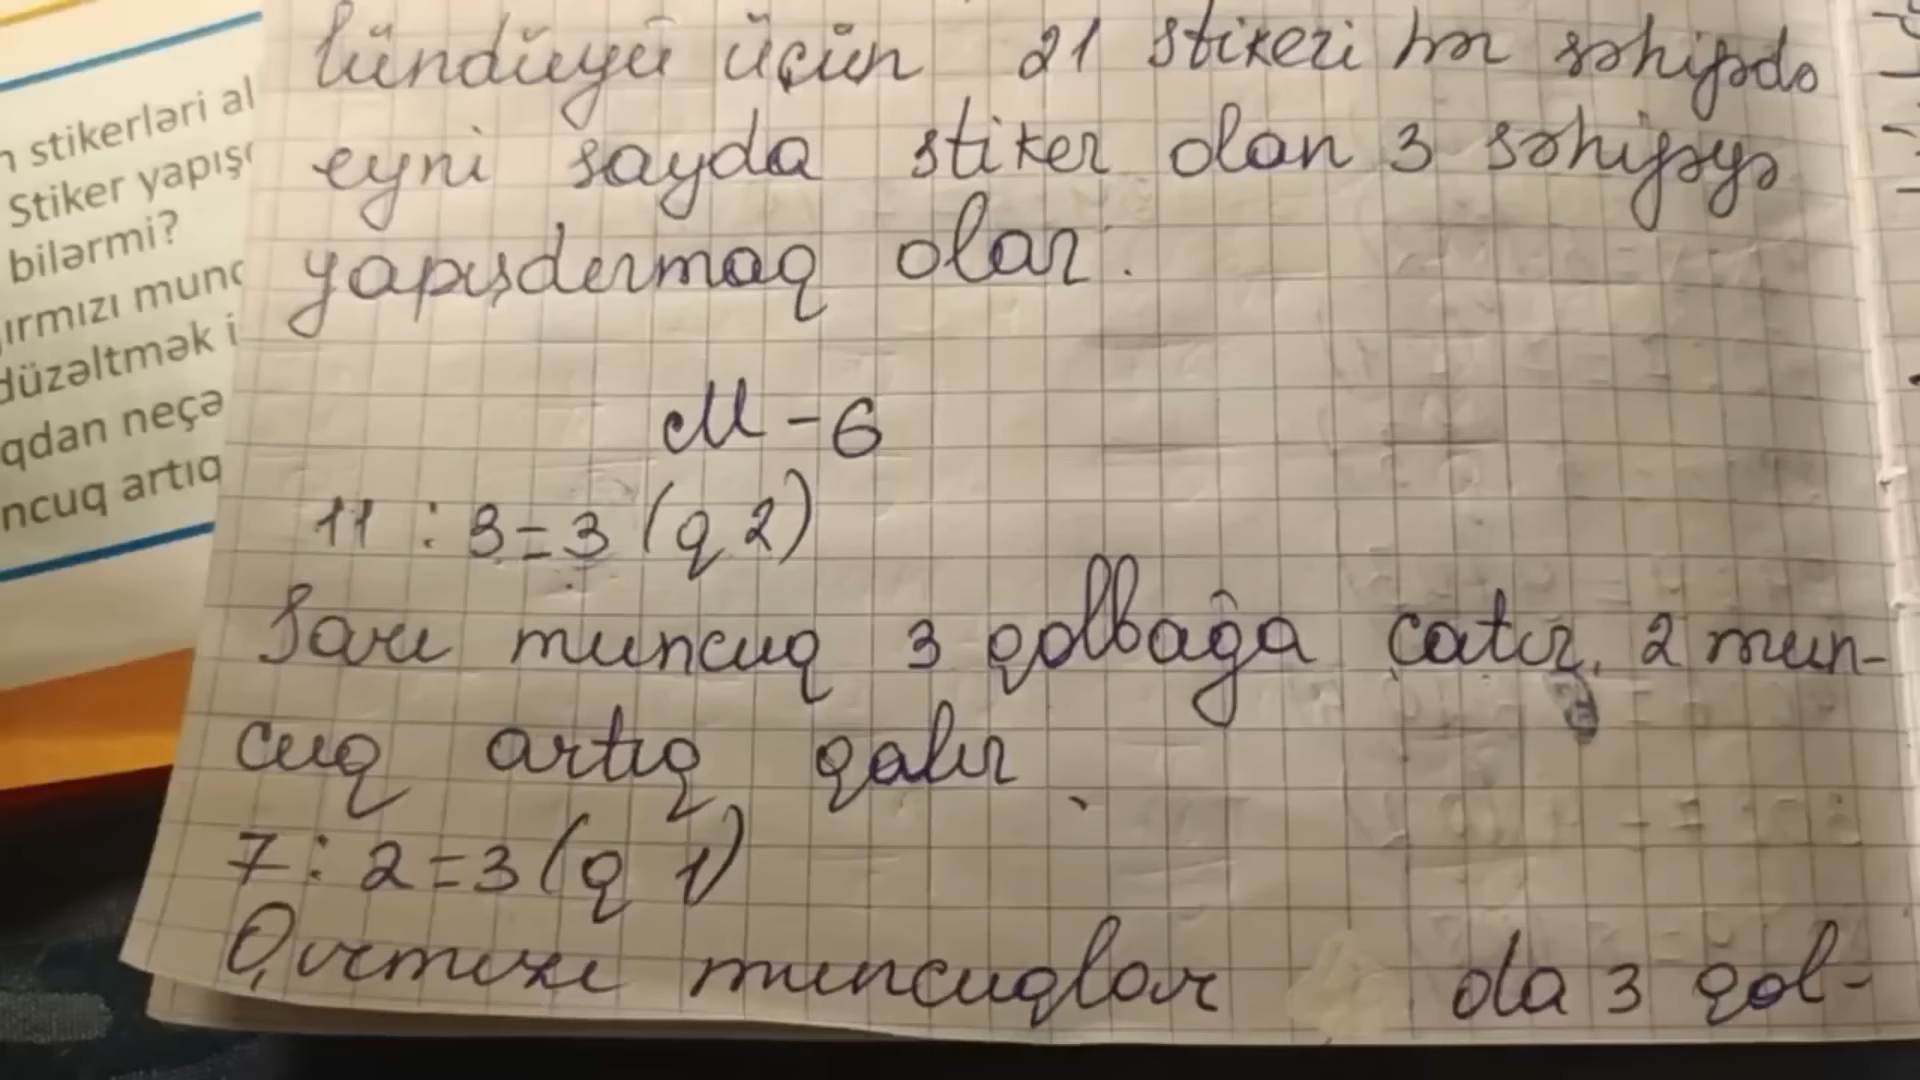 n stikerləri al
Stiker yapış
bilərmi?
ırmızı munc
düzəltmək i
qdan neçə
ncuq artıq
lündüyü üçün 21 stikeri hər səhifədə
eyni sayda stiker olan 3 səhifəyə
yapışdırmaq olar.
M-6
11 : 3 = 3 (q 2)
Sarı muncuq 3 qolbağa çatır. 2 mun-
cuq artıq qalır.
7 : 2 = 3 (q 1)
Qırmızı muncuqlar da 3 qol-